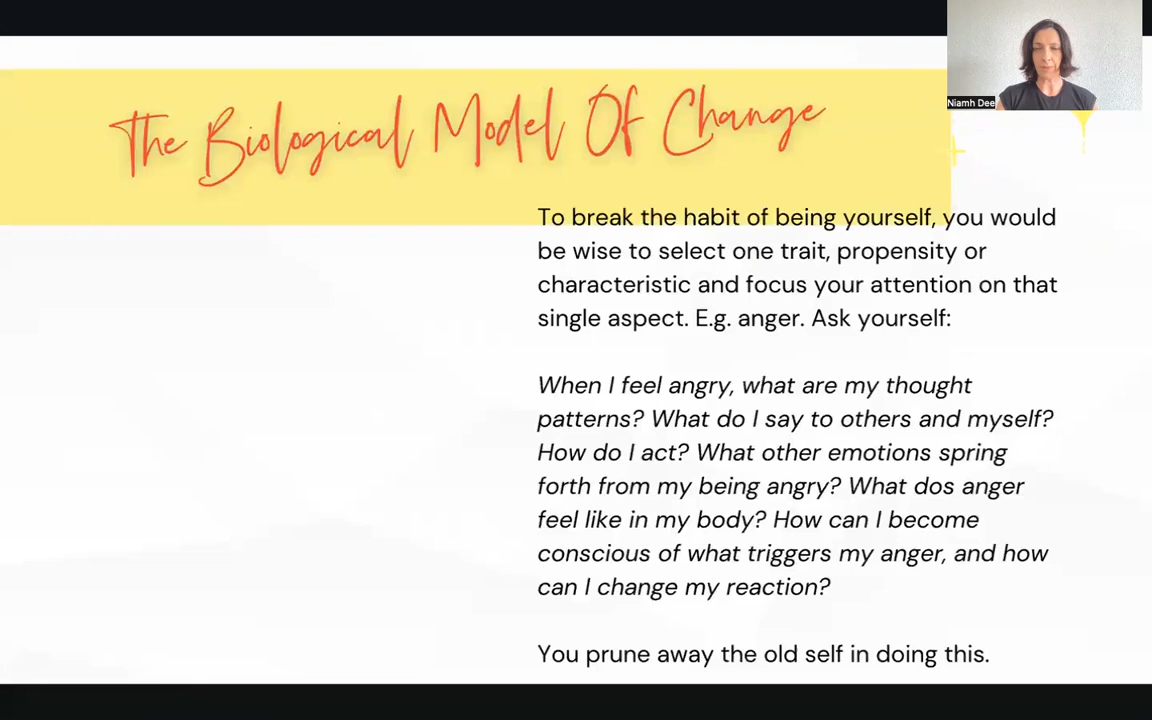 The Biological Model Of Change
Niamh Dee
To break the habit of being yourself, you would
be wise to select one trait, propensity or
characteristic and focus your attention on that
single aspect. E.g. anger. Ask yourself:
When I feel angry, what are my thought
patterns? What do I say to others and myself?
How do I act? What other emotions spring
forth from my being angry? What dos anger
feel like in my body? How can I become
conscious of what triggers my anger, and how
can I change my reaction?
You prune away the old self in doing this.